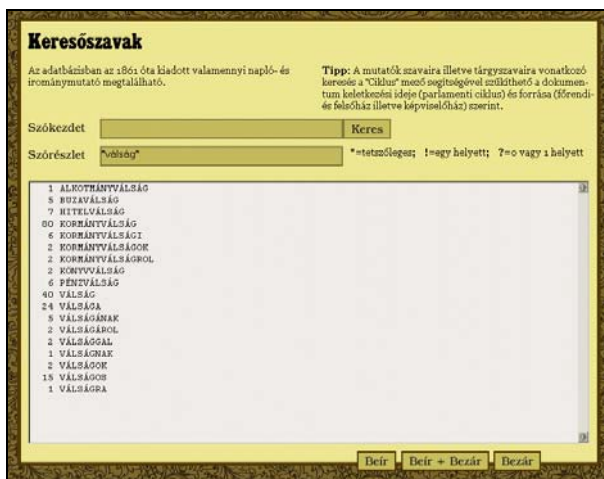 Keresőszavak
Az adatbázisban az 1861 óta kiadott valamennyi napló- és
irománymutató megtalálható.
Tipp: A mutatók szavaira illetve tárgyszavaira vonatkozó
keresés a "Ciklus" mező segítségével szűkíthető a dokumen-
tum keletkezési ideje (parlamenti ciklus) és forrása (főrendi-
és felsőház illetve képviselőház) szerint.
Szókezdet
Keres
Szórészlet *válság*
*=tetszőleges; !=egy helyett; ?=0 vagy 1 helyett
1 ALKOTMÁNYVÁLSÁG
5 BUZAVÁLSÁG
7 HITELVÁLSÁG
80 KORMÁNYVÁLSÁG
6 KORMÁNYVÁLSÁGI
2 KORMÁNYVÁLSÁGOK
2 KORMÁNYVÁLSÁGROL
2 KÖNYVVÁLSÁG
6 PÉNZVÁLSÁG
40 VÁLSÁG
24 VÁLSÁGA
5 VÁLSÁGÁNAK
2 VÁLSÁGÁROL
2 VÁLSÁGGAL
1 VÁLSÁGNAK
2 VÁLSÁGOK
15 VÁLSÁGOS
1 VÁLSÁGRA
Beír Beír + Bezár Bezár